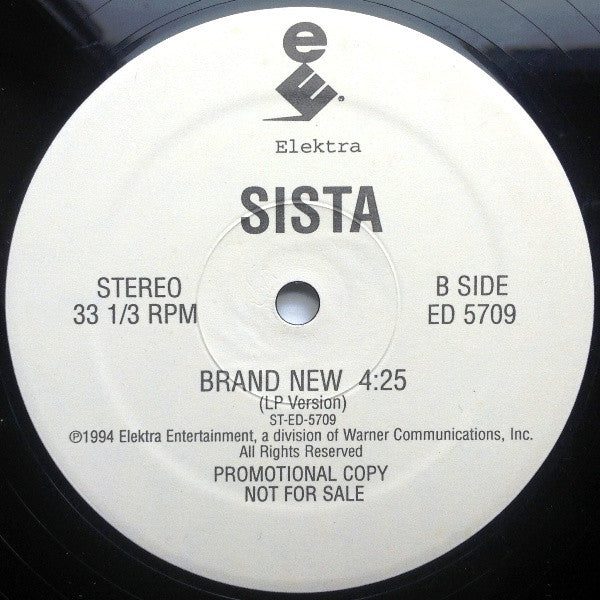 Elektra
SISTA
STEREO
33 1/3 RPM
B SIDE
ED 5709
BRAND NEW 4:25
(LP Version)
ST-ED-5709
℗1994 Elektra Entertainment, a division of Warner Communications, Inc.
All Rights Reserved
PROMOTIONAL COPY
NOT FOR SALE